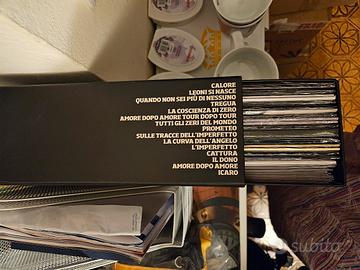 CALORE
LEONI SI NASCE
QUANDO NON SEI PIÙ DI NESSUNO
TREGUA
LA COSCIENZA DI ZERO
AMORE DOPO AMORE TOUR DOPO TOUR
TUTTI GLI ZERI DEL MONDO
PROMETEO
SULLE TRACCE DELL'IMPERFETTO
LA CURVA DELL'ANGELO
L'IMPERFETTO
CATTURA
IL DONO
AMORE DOPO AMORE
ICARO
subito